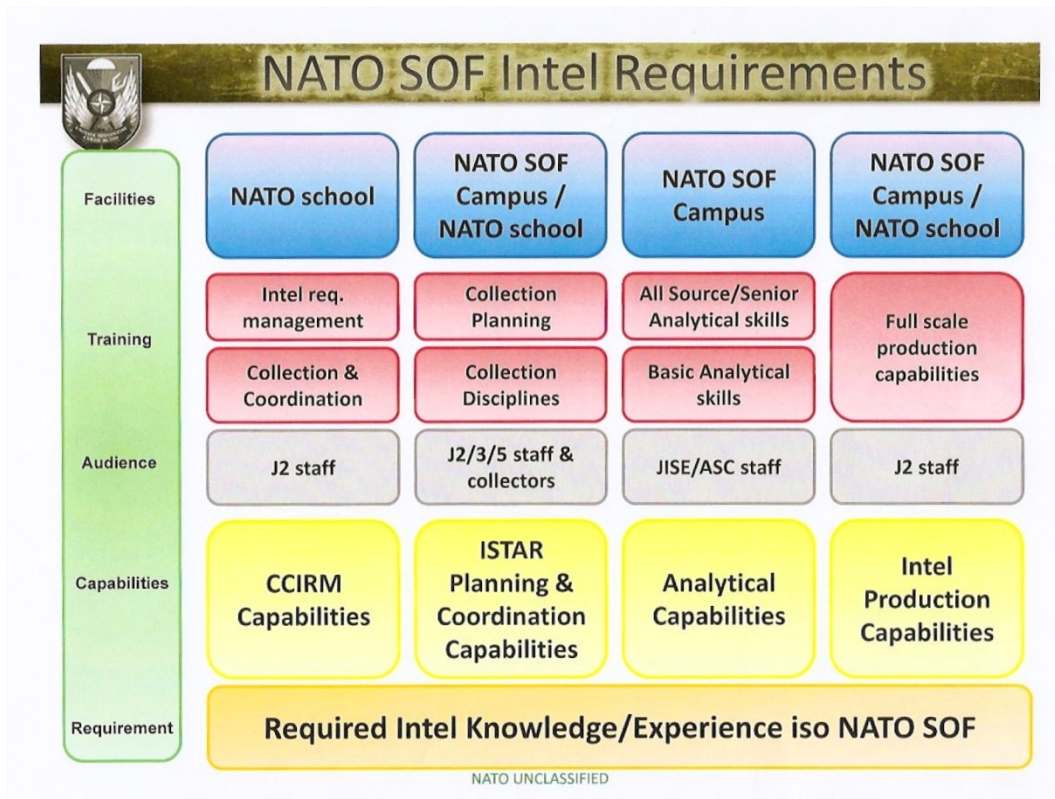 NATO SOF Intel Requirements
Facilities
NATO school
NATO SOF
Campus /
NATO school
NATO SOF
Campus
NATO SOF
Campus /
NATO school
Training
Intel req.
management
Collection
Planning
All Source/Senior
Analytical skills
Full scale
production
capabilities
Collection &
Coordination
Collection
Disciplines
Basic Analytical
skills
Audience
J2 staff
J2/3/5 staff &
collectors
JISE/ASC staff
J2 staff
Capabilities
CCIRM
Capabilities
ISTAR
Planning &
Coordination
Capabilities
Analytical
Capabilities
Intel
Production
Capabilities
Requirement
Required Intel Knowledge/Experience iso NATO SOF
NATO UNCLASSIFIED